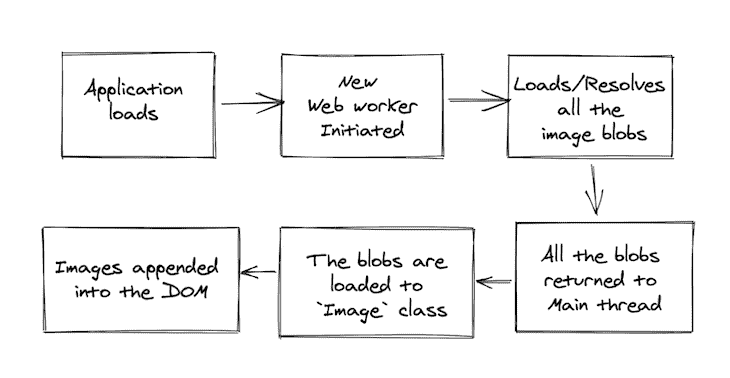 Application
loads
New
Web worker
Initiated
Loads/Resolves
all the
image blobs
All the blobs
returned to
Main thread
The blobs are
loaded to
`Image` class
Images appended
into the DOM